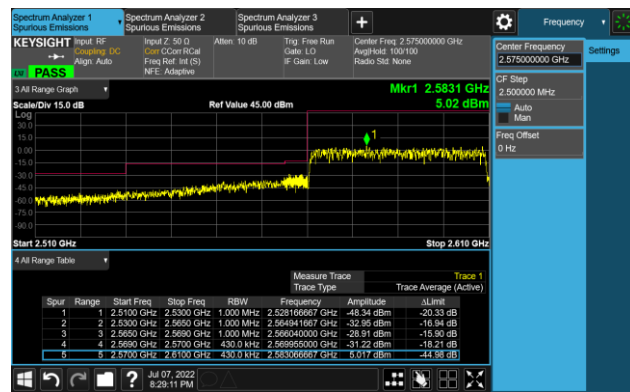 Spectrum Analyzer 1
Spurious Emissions
Spectrum Analyzer 2
Spurious Emissions
Spectrum Analyzer 3
Spurious Emissions
Frequency
KEYSIGHT
Input: RF
Coupling: DC
Align: Auto
Input Z: 50 Ω
Corr CCorr RCal
Freq Ref: Int (S)
NFE: Adaptive
Atten: 10 dB
Trig: Free Run
Gate: LO
IF Gain: Low
Center Freq: 2.575000000 GHz
Avg|Hold: 100/100
Radio Std: None
PASS
Center Frequency
2.575000000 GHz
Settings
CF Step
2.500000 MHz
Auto
Man
Freq Offset
0 Hz
3 All Range Graph
Mkr1 2.5831 GHz
Scale/Div 15.0 dB
Ref Value 45.00 dBm
5.02 dBm
Log
30.0
15.0
0.00
-15.0
-30.0
-45.0
-60.0
-75.0
-90.0
1
Start 2.510 GHz
Stop 2.610 GHz
4 All Range Table
Measure Trace Trace 1
Trace Type Trace Average (Active)
Spur Range Start Freq Stop Freq RBW Frequency Amplitude ΔLimit
1 1 2.5100 GHz 2.5300 GHz 1.000 MHz 2.528166667 GHz -48.34 dBm -20.33 dB
2 2 2.5300 GHz 2.5650 GHz 1.000 MHz 2.564941667 GHz -32.95 dBm -16.94 dB
3 3 2.5650 GHz 2.5690 GHz 1.000 MHz 2.566040000 GHz -28.91 dBm -15.90 dB
4 4 2.5690 GHz 2.5700 GHz 430.0 kHz 2.569955000 GHz -31.22 dBm -18.21 dB
5 5 2.5700 GHz 2.6100 GHz 430.0 kHz 2.583066667 GHz 5.017 dBm -44.98 dB
Jul 07, 2022
8:29:11 PM